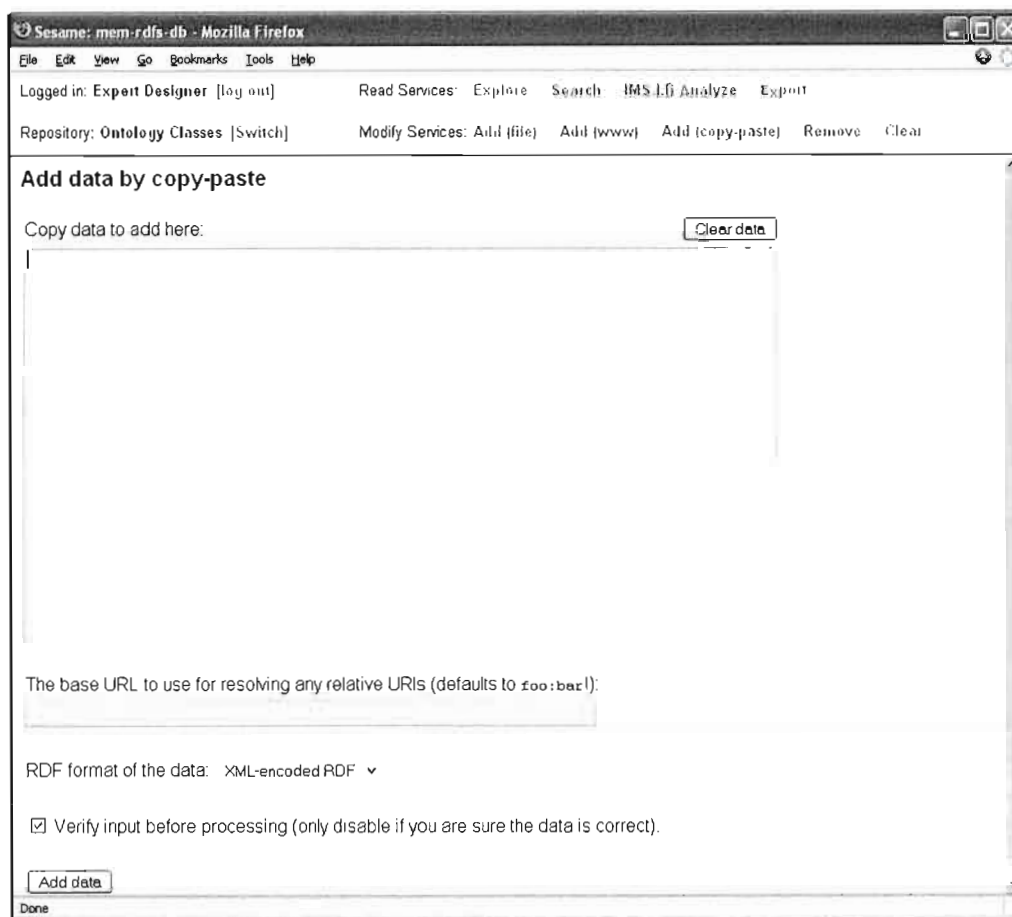 Sesame: mem-rdfs-db - Mozilla Firefox
File Edit View Go Bookmarks Tools Help
Logged in: Expert Designer [log out] Read Services: Explore Search IMS LD Analyze Export
Repository: Ontology Classes [Switch] Modify Services: Add (file) Add (www) Add (copy-paste) Remove Clear
Add data by copy-paste
Copy data to add here: Clear data
The base URL to use for resolving any relative URIs (defaults to foo:bar):
RDF format of the data: XML-encoded RDF
Verify input before processing (only disable if you are sure the data is correct).
Add data
Done